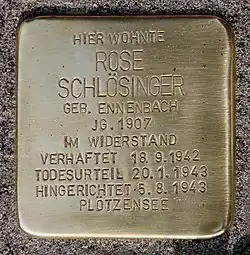 HIER WOHNTE
ROSE
SCHLÖSINGER
GEB. ENNENBACH
JG. 1907
IM WIDERSTAND
VERHAFTET 18.9.1942
TODESURTEIL 20.1.1943
HINGERICHTET 5.8.1943
PLÖTZENSEE